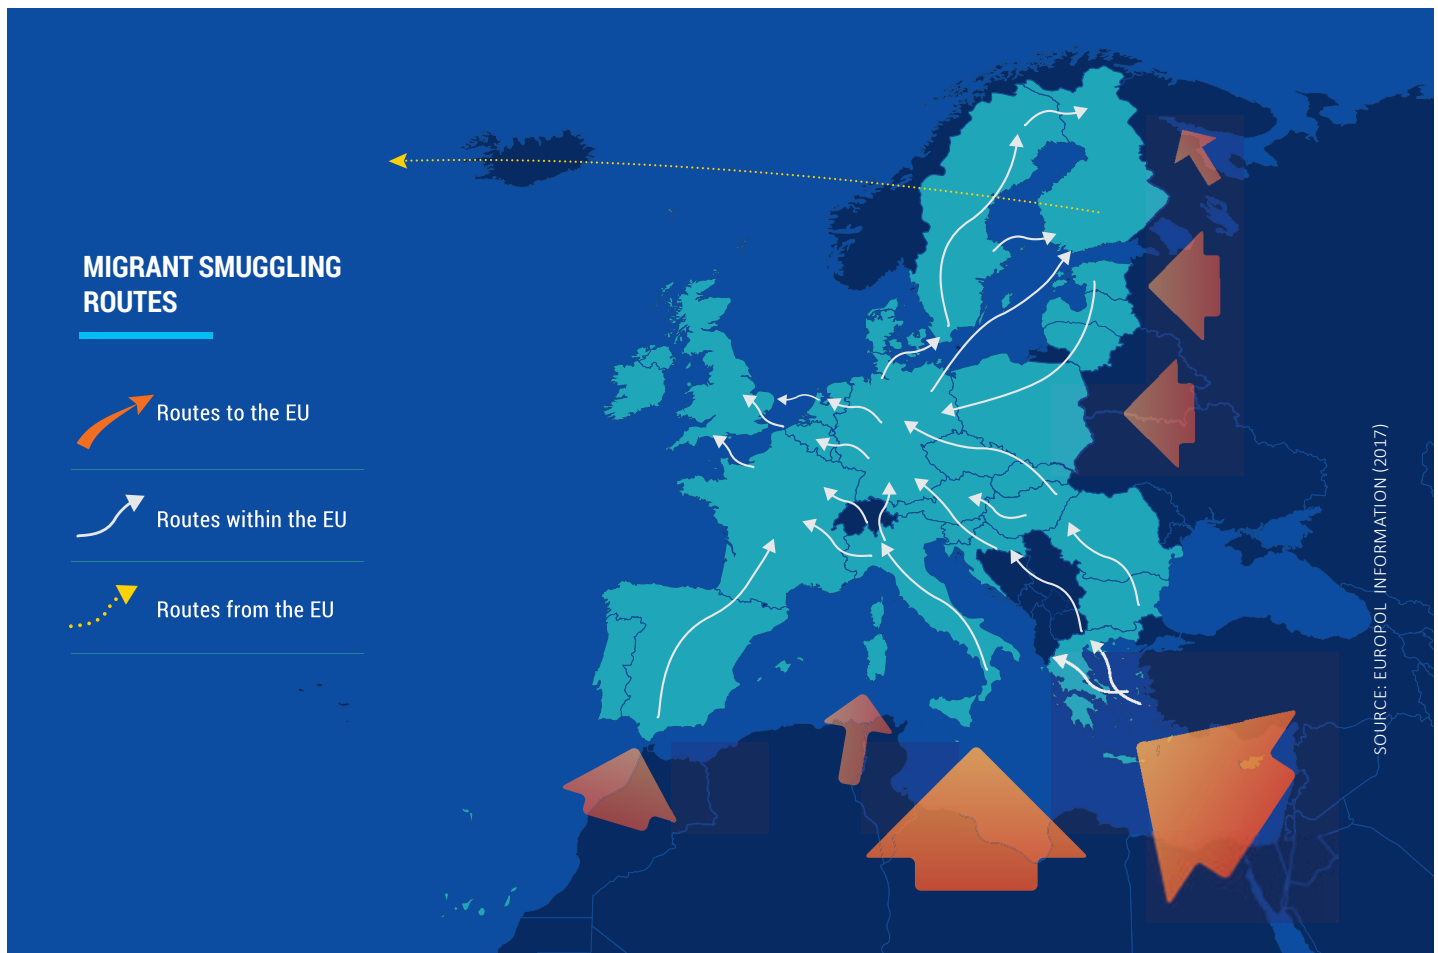 MIGRANT SMUGGLING
ROUTES
Routes to the EU
Routes within the EU
Routes from the EU
SOURCE: EUROPOL INFORMATION (2017)